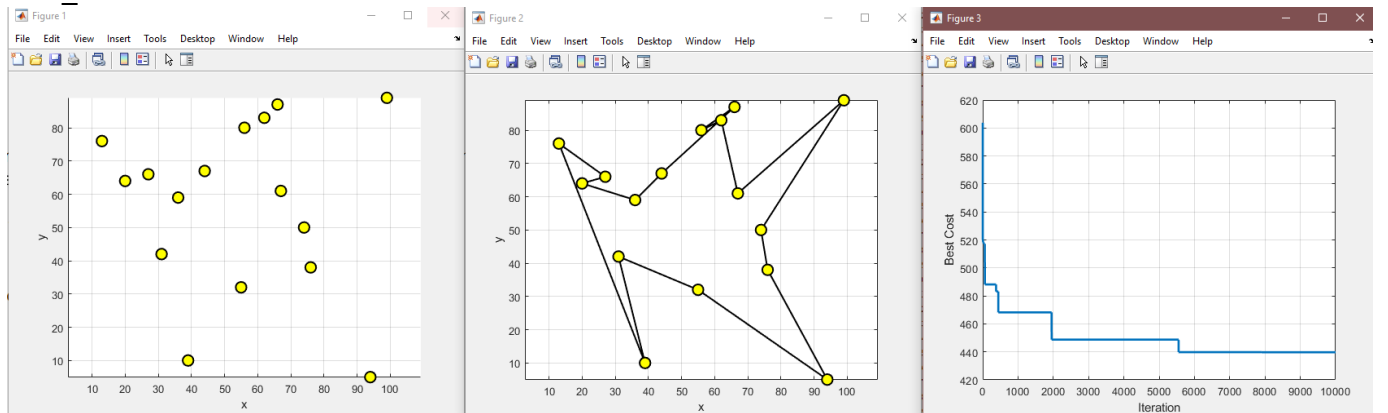 Figure 1
File Edit View Insert Tools Desktop Window Help
80
70
60
50
40
30
20
10
y
10 20 30 40 50 60 70 80 90 100
x
Figure 2
File Edit View Insert Tools Desktop Window Help
80
70
60
50
40
30
20
10
y
10 20 30 40 50 60 70 80 90 100
x
Figure 3
File Edit View Insert Tools Desktop Window Help
620
600
580
560
540
520
500
480
460
440
420
Best Cost
0 1000 2000 3000 4000 5000 6000 7000 8000 9000 10000
Iteration